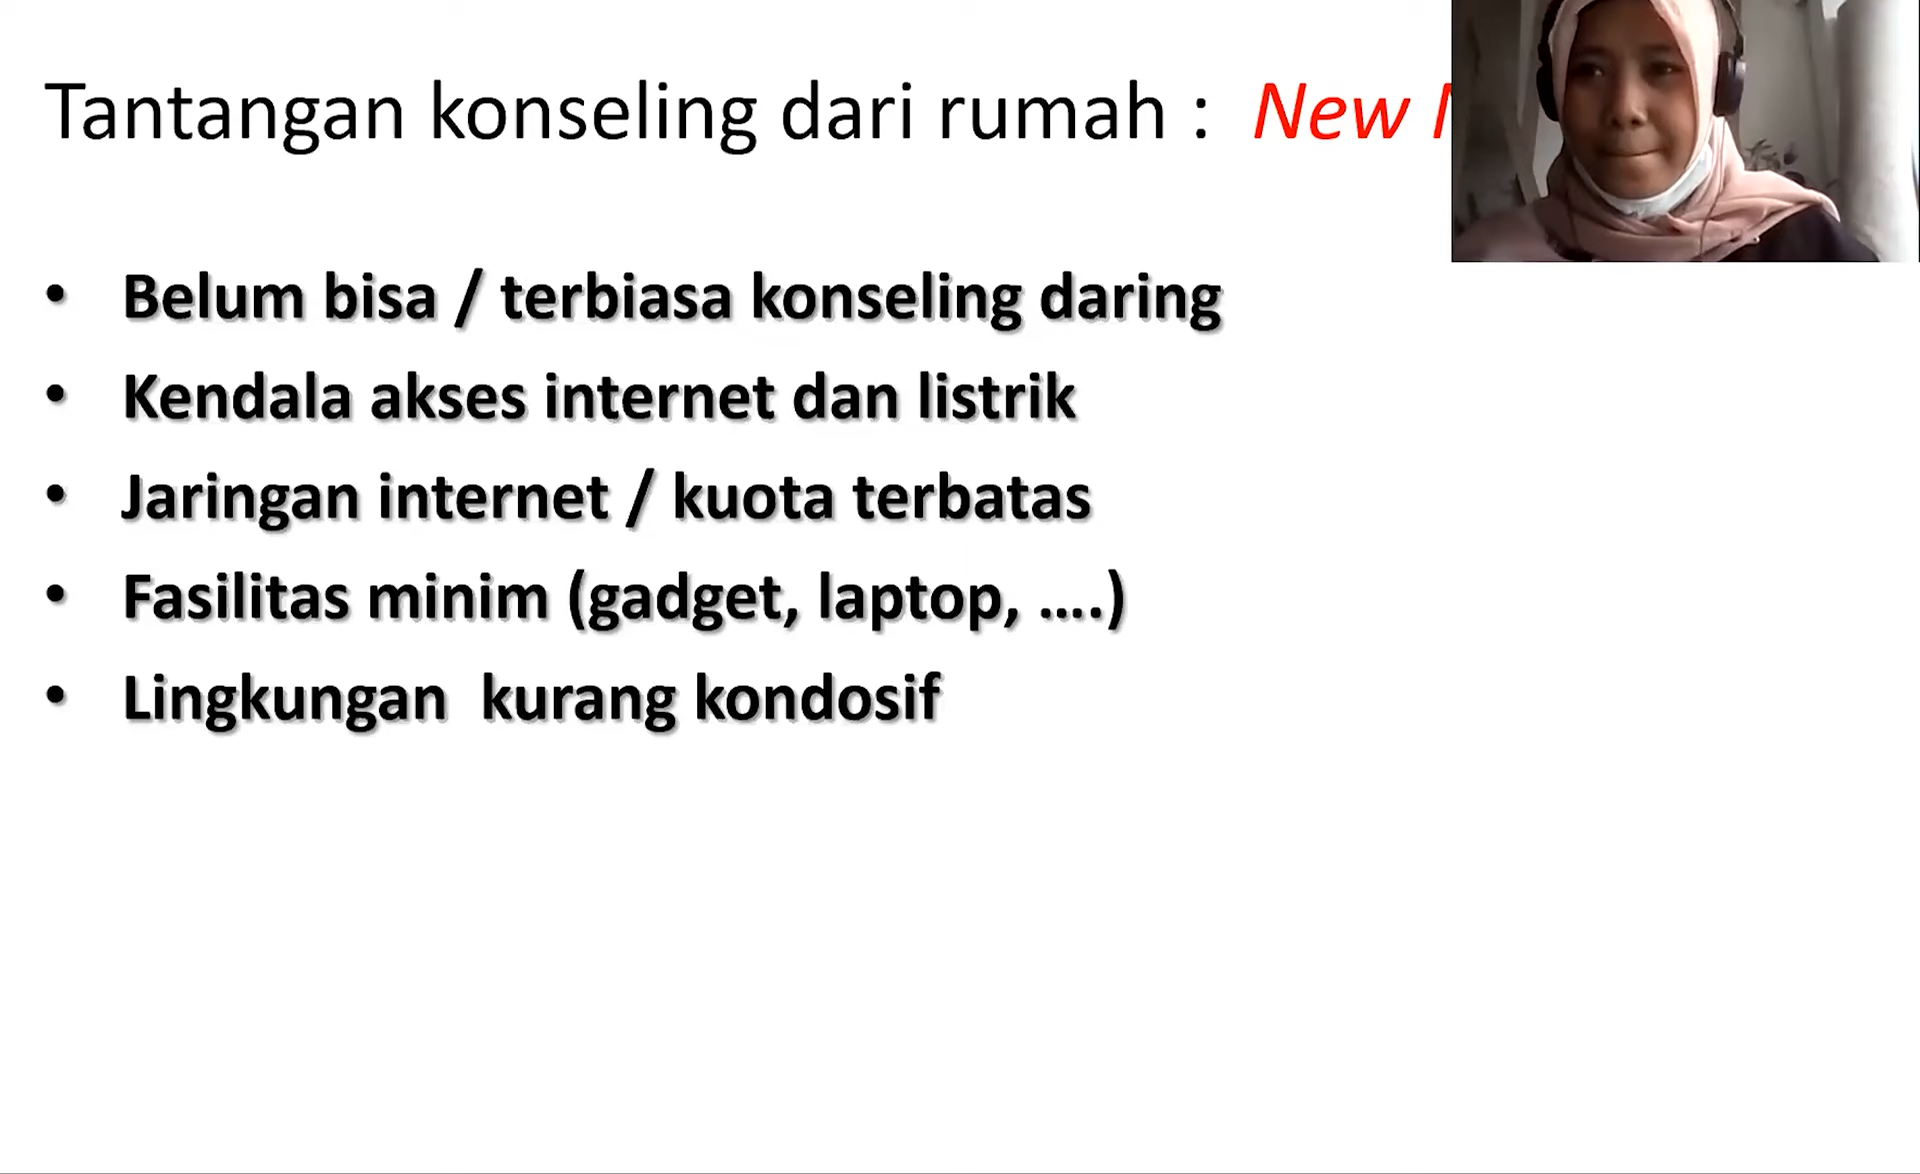 Tantangan konseling dari rumah : New
• Belum bisa / terbiasa konseling daring
• Kendala akses internet dan listrik
• Jaringan internet / kuota terbatas
• Fasilitas minim (gadget, laptop, ....)
• Lingkungan kurang kondosif